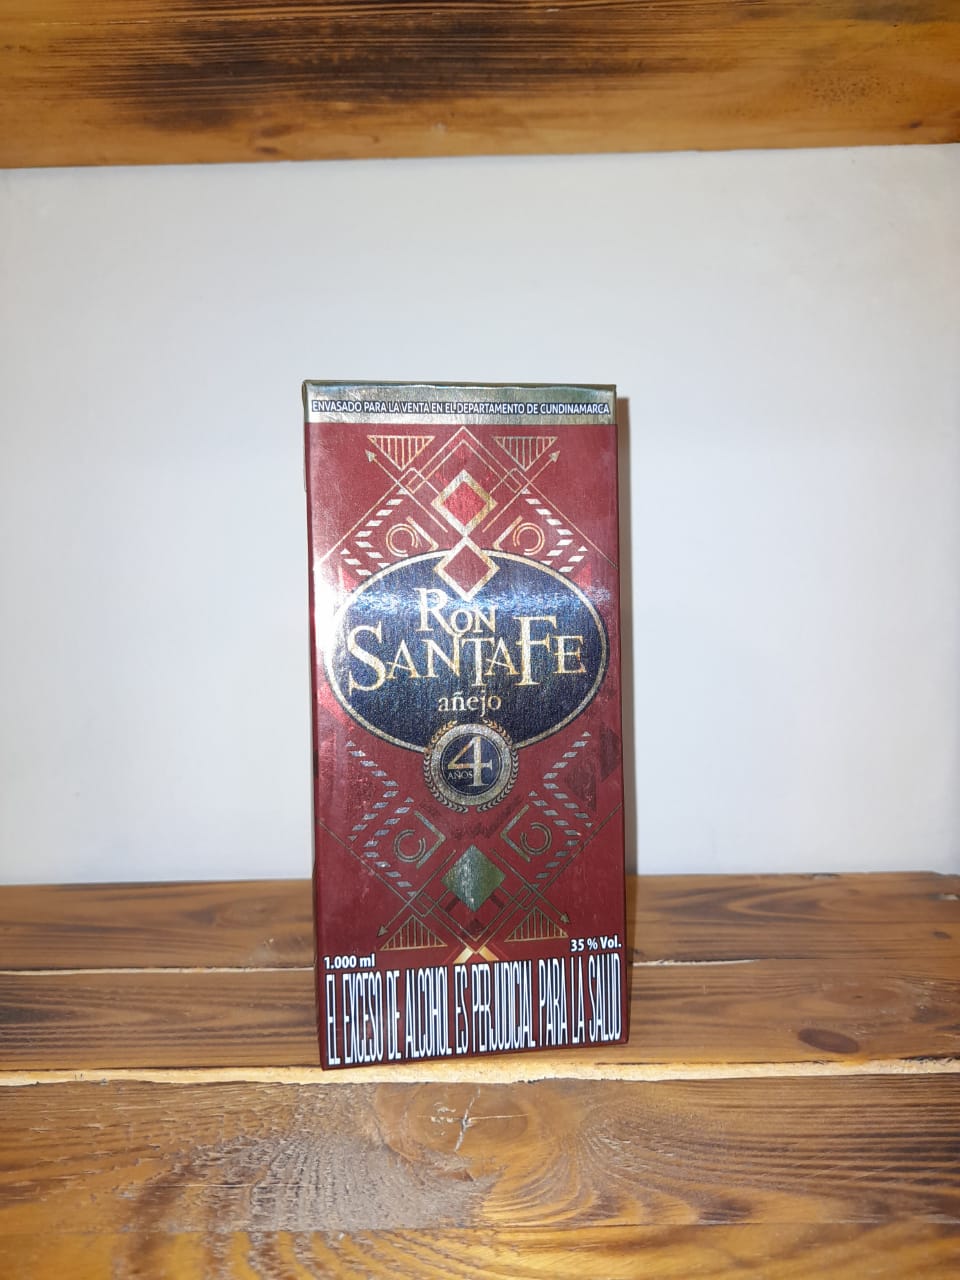 ENVASADO PARA LA VENTA EN EL DEPARTAMENTO DE CUNDINAMARCA
RON
SANTAFE
añejo
4
AÑOS
35 % Vol.
1.000 ml
EL EXCESO DE ALCOHOL ES PERJUDICIAL PARA LA SALUD